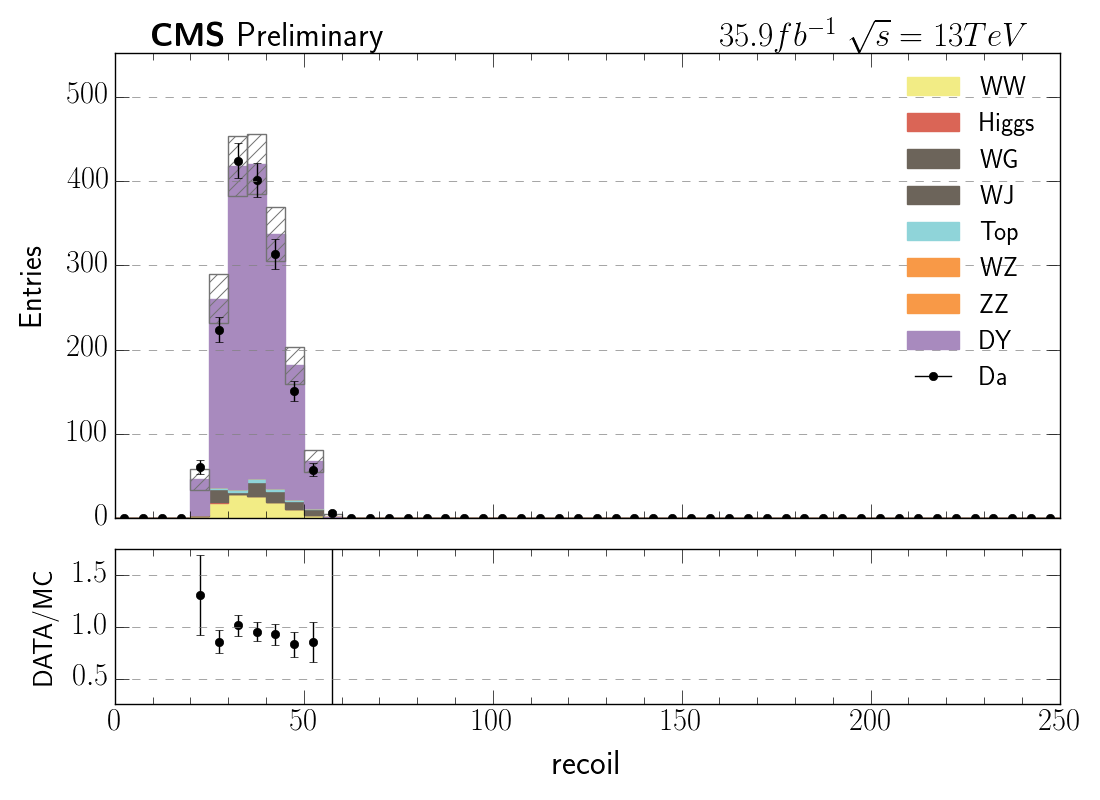 CMS Preliminary
35.9fb⁻¹ √s = 13TeV
Entries
500
400
300
200
100
0
WW
Higgs
WG
WJ
Top
WZ
ZZ
DY
Da
DATA/MC
1.5
1.0
0.5
0 50 100 150 200 250
recoil